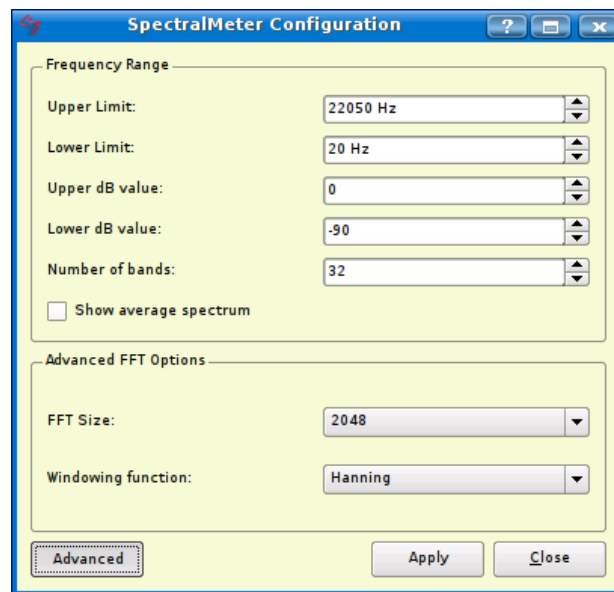 SpectralMeter Configuration
?
Frequency Range
Upper Limit: 22050 Hz
Lower Limit: 20 Hz
Upper dB value: 0
Lower dB value: -90
Number of bands: 32
Show average spectrum
Advanced FFT Options
FFT Size: 2048
Windowing function: Hanning
Advanced Apply Close